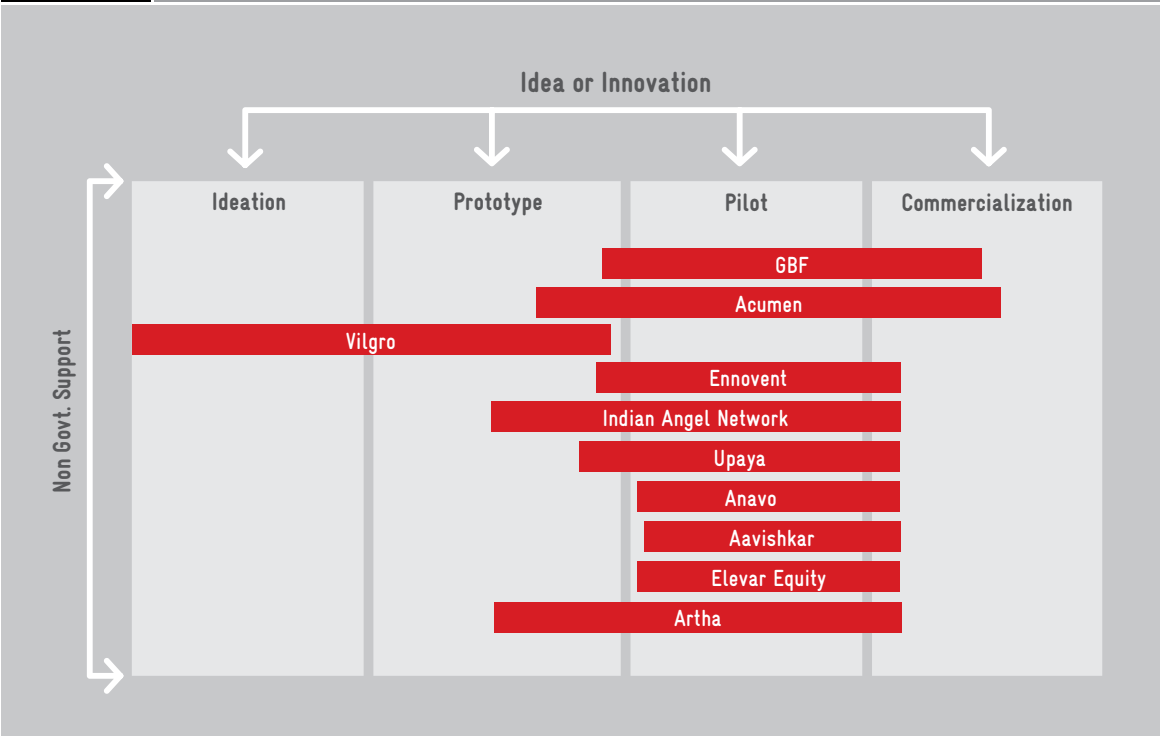 Idea or Innovation
Ideation
Prototype
Pilot
Commercialization
Non Govt. Support
GBF
Acumen
Vilgro
Ennovent
Indian Angel Network
Upaya
Anavo
Aavishkar
Elevar Equity
Artha